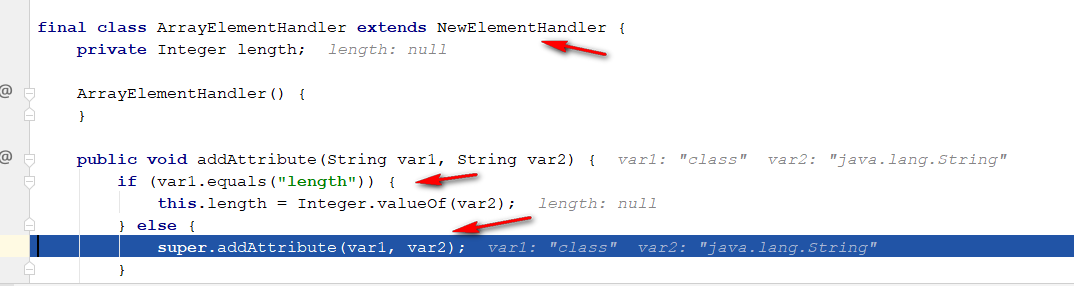 final class ArrayElementHandler extends NewElementHandler {
private Integer length; length: null
@ ArrayElementHandler() {
}
@ public void addAttribute(String var1, String var2) { var1: "class" var2: "java.lang.String"
if (var1.equals("length")) {
this.length = Integer.valueOf(var2); length: null
} else {
super.addAttribute(var1, var2); var1: "class" var2: "java.lang.String"
}